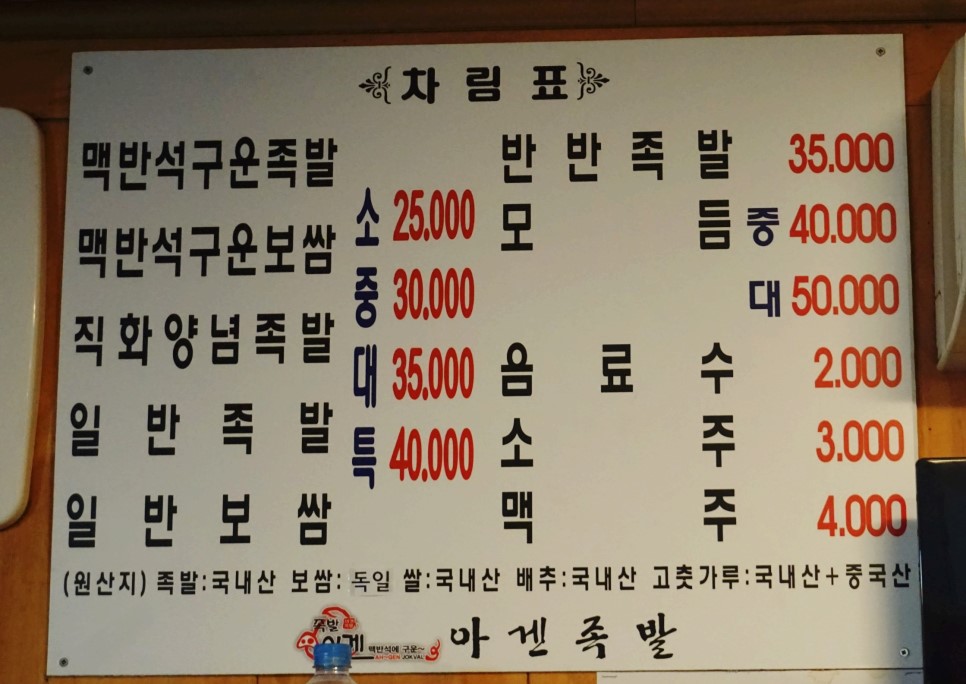 차림표
맥반석구운족발
맥반석구운보쌈
직화양념족발
일반족발
일반보쌈
소 25.000
중 30.000
대 35.000
특 40.000
반반족발 35.000
모듬 중 40.000
대 50.000
음료수 2.000
소주 3.000
맥주 4.000
(원산지) 족발:국내산 보쌈:독일 쌀:국내산 배추:국내산 고춧가루:국내산+중국산
족발
맥반석에 구운~
JOKVAL
아겐족발